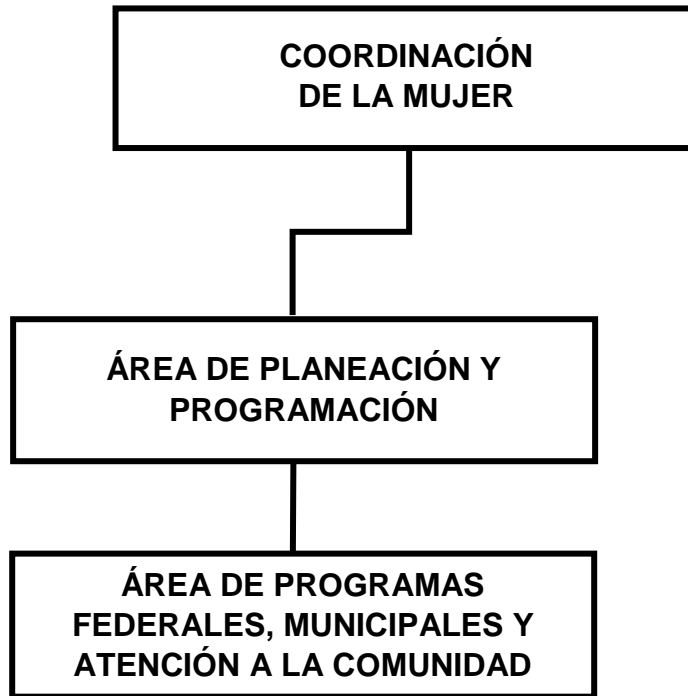 COORDINACIÓN
DE LA MUJER
ÁREA DE PLANEACIÓN Y
PROGRAMACIÓN
ÁREA DE PROGRAMAS
FEDERALES, MUNICIPALES Y
ATENCIÓN A LA COMUNIDAD